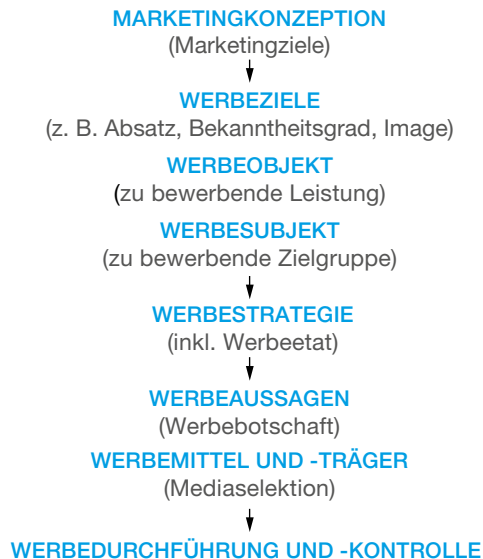 MARKETINGKONZEPTION
(Marketingziele)
WERBEZIELE
(z. B. Absatz, Bekanntheitsgrad, Image)
WERBEOBJEKT
(zu bewerbende Leistung)
WERBESUBJEKT
(zu bewerbende Zielgruppe)
WERBESTRATEGIE
(inkl. Werbeetat)
WERBEAUSSAGEN
(Werbebotschaft)
WERBEMITTEL UND -TRÄGER
(Mediaselektion)
WERBEDURCHFÜHRUNG UND -KONTROLLE